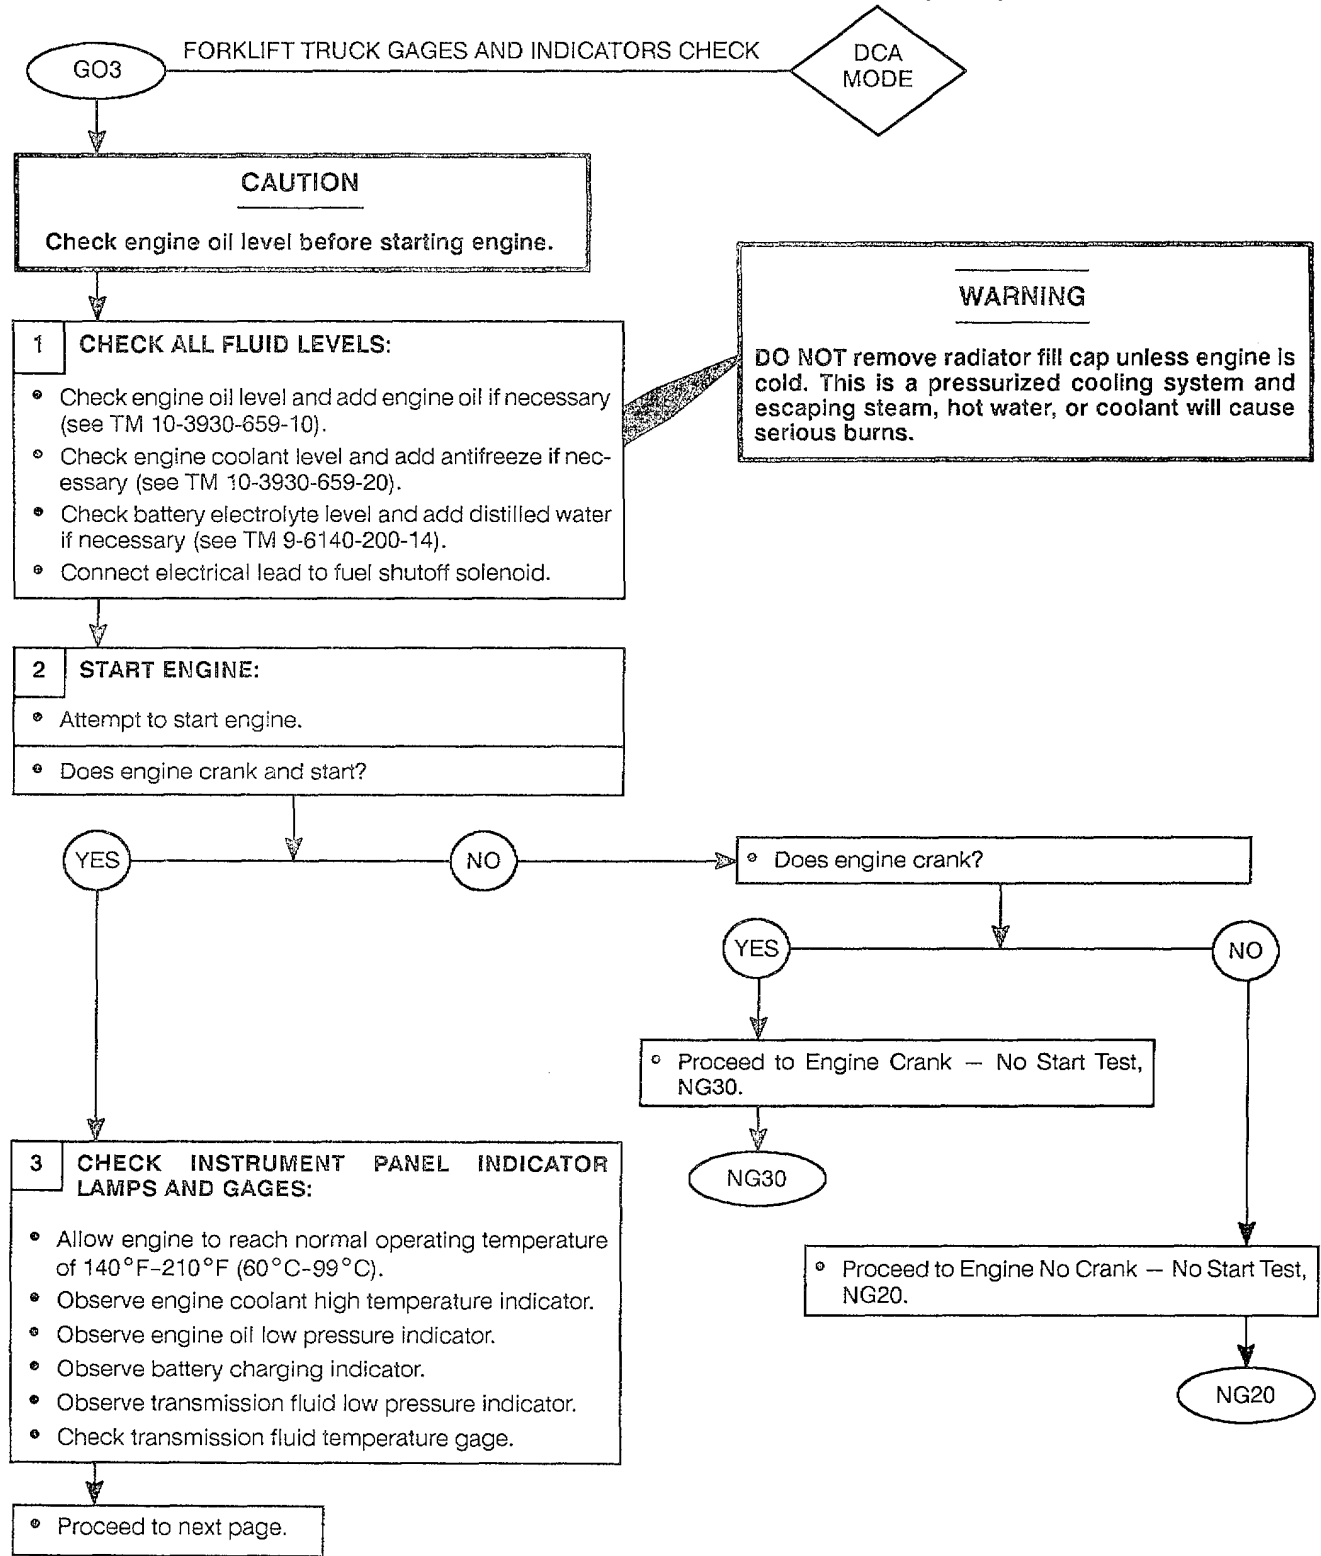 GO3
FORKLIFT TRUCK GAGES AND INDICATORS CHECK
DCA
MODE
CAUTION
Check engine oil level before starting engine.
WARNING
DO NOT remove radiator fill cap unless engine is
cold. This is a pressurized cooling system and
escaping steam, hot water, or coolant will cause
serious burns.
1 CHECK ALL FLUID LEVELS:
• Check engine oil level and add engine oil if necessary
(see TM 10-3930-659-10).
• Check engine coolant level and add antifreeze if nec-
essary (see TM 10-3930-659-20).
• Check battery electrolyte level and add distilled water
if necessary (see TM 9-6140-200-14).
• Connect electrical lead to fuel shutoff solenoid.
2 START ENGINE:
• Attempt to start engine.
• Does engine crank and start?
YES
NO
• Does engine crank?
YES
NO
• Proceed to Engine Crank — No Start Test,
NG30.
NG30
3 CHECK INSTRUMENT PANEL INDICATOR
LAMPS AND GAGES:
• Allow engine to reach normal operating temperature
of 140°F-210°F (60°C-99°C).
• Observe engine coolant high temperature indicator.
• Observe engine oil low pressure indicator.
• Observe battery charging indicator.
• Observe transmission fluid low pressure indicator.
• Check transmission fluid temperature gage.
• Proceed to Engine No Crank — No Start Test,
NG20.
NG20
• Proceed to next page.